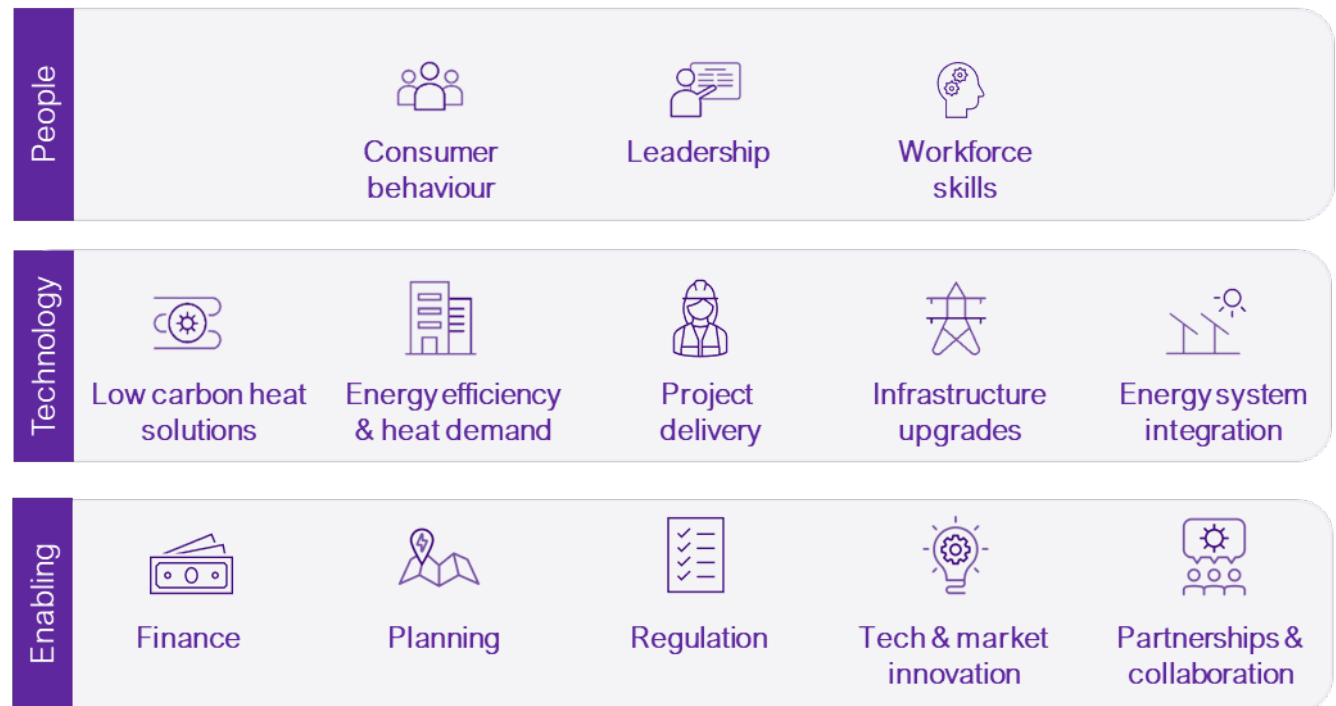 People
Consumer
behaviour
Leadership
Workforce
skills
Technology
Low carbon heat
solutions
Energy efficiency
& heat demand
Project
delivery
Infrastructure
upgrades
Energy system
integration
Enabling
Finance
Planning
Regulation
Tech & market
innovation
Partnerships &
collaboration